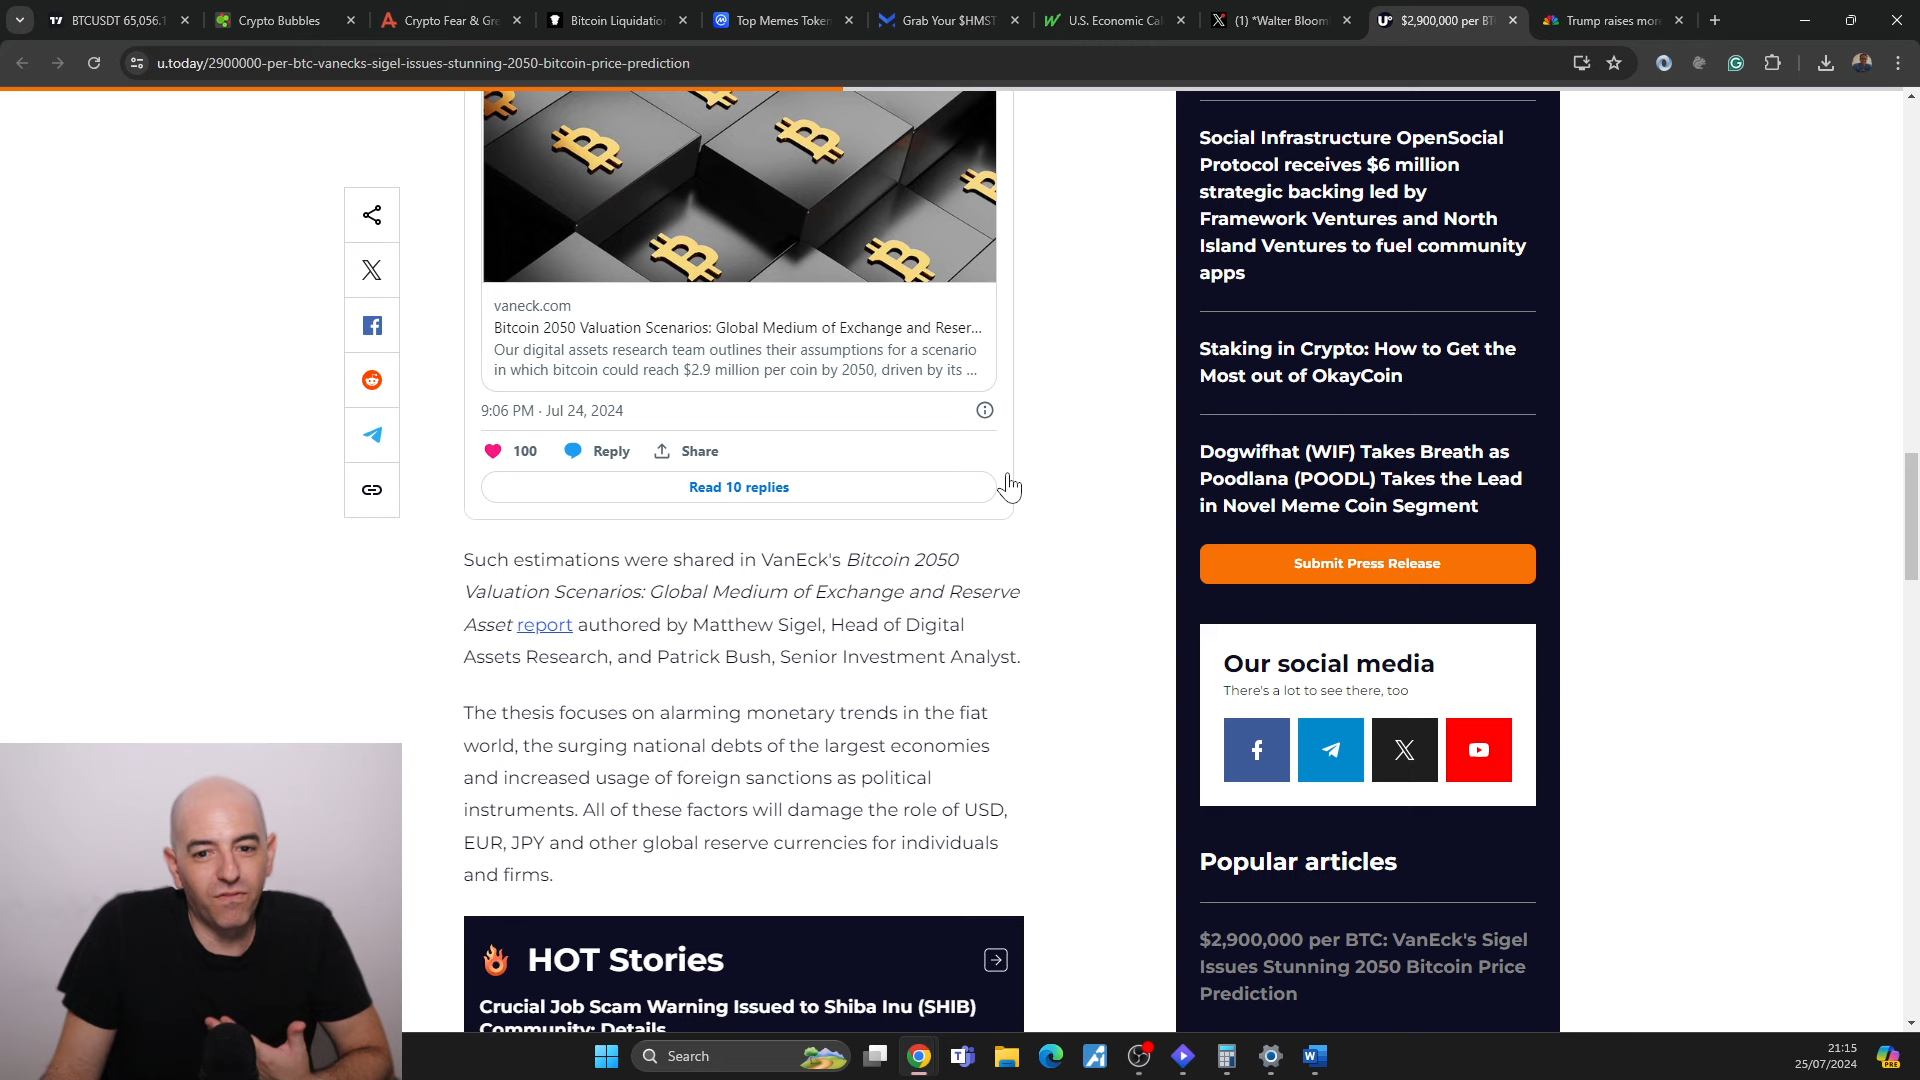 BTCUSDT 65,056.1
Crypto Bubbles
Crypto Fear & Gre
Bitcoin Liquidation
Top Memes Token
Grab Your $HMST
U.S. Economic Cal
(1) *Walter Bloom
$2,900,000 per BT
Trump raises more
u.today/2900000-per-btc-vanecks-sigel-issues-stunning-2050-bitcoin-price-prediction
vaneck.com
Bitcoin 2050 Valuation Scenarios: Global Medium of Exchange and Reser...
Our digital assets research team outlines their assumptions for a scenario
in which bitcoin could reach $2.9 million per coin by 2050, driven by its ...
9:06 PM · Jul 24, 2024
100 Reply Share
Read 10 replies
Such estimations were shared in VanEck's Bitcoin 2050
Valuation Scenarios: Global Medium of Exchange and Reserve
Asset report authored by Matthew Sigel, Head of Digital
Assets Research, and Patrick Bush, Senior Investment Analyst.
The thesis focuses on alarming monetary trends in the fiat
world, the surging national debts of the largest economies
and increased usage of foreign sanctions as political
instruments. All of these factors will damage the role of USD,
EUR, JPY and other global reserve currencies for individuals
and firms.
HOT Stories
Crucial Job Scam Warning Issued to Shiba Inu (SHIB)
Community: Details
Social Infrastructure OpenSocial
Protocol receives $6 million
strategic backing led by
Framework Ventures and North
Island Ventures to fuel community
apps
Staking in Crypto: How to Get the
Most out of OkayCoin
Dogwifhat (WIF) Takes Breath as
Poodlana (POODL) Takes the Lead
in Novel Meme Coin Segment
Submit Press Release
Our social media
There's a lot to see there, too
Popular articles
$2,900,000 per BTC: VanEck's Sigel
Issues Stunning 2050 Bitcoin Price
Prediction
Search
21:15
25/07/2024